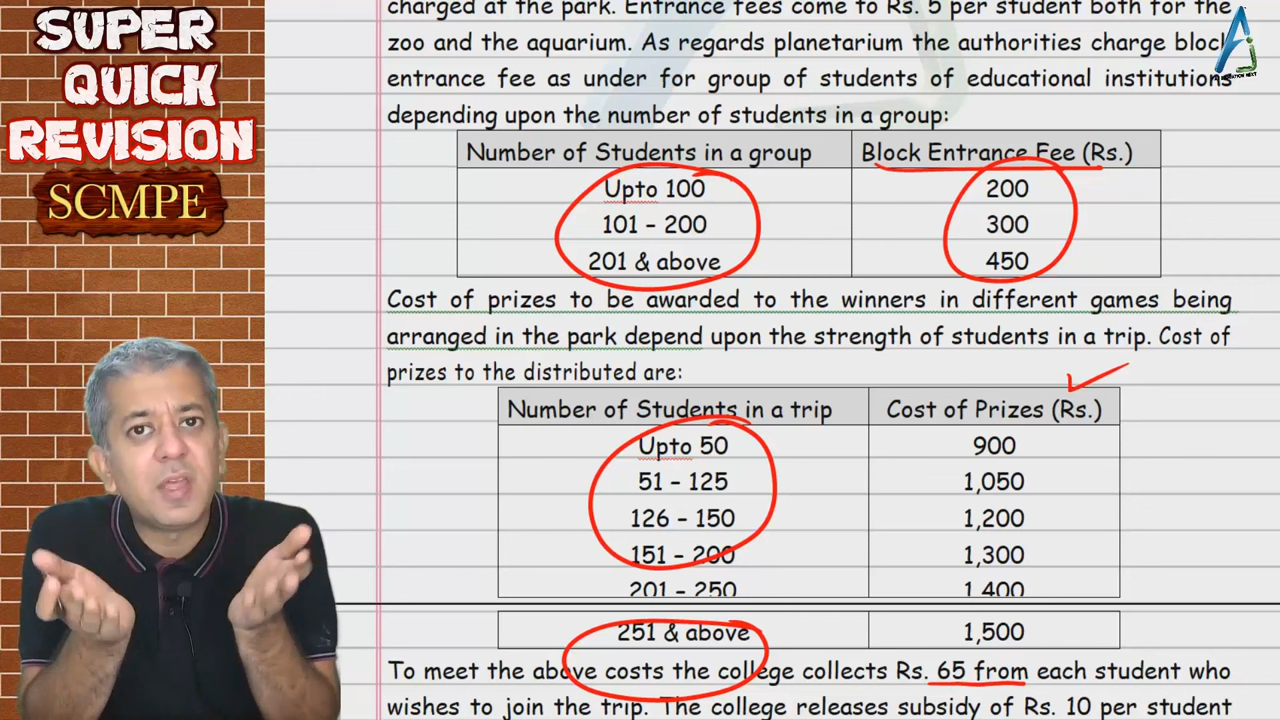 SUPER
QUICK
REVISION
SCMPE
charged at the park. Entrance fees come to Rs. 5 per student both for the
zoo and the aquarium. As regards planetarium the authorities charge block
entrance fee as under for group of students of educational institutions
depending upon the number of students in a group:
Number of Students in a group Block Entrance Fee (Rs.)
Upto 100 200
101 – 200 300
201 & above 450
Cost of prizes to be awarded to the winners in different games being
arranged in the park depend upon the strength of students in a trip. Cost of
prizes to the distributed are:
Number of Students in a trip Cost of Prizes (Rs.)
Upto 50 900
51 – 125 1,050
126 – 150 1,200
151 – 200 1,300
201 – 250 1,400
251 & above 1,500
To meet the above costs the college collects Rs. 65 from each student who
wishes to join the trip. The college releases subsidy of Rs. 10 per student